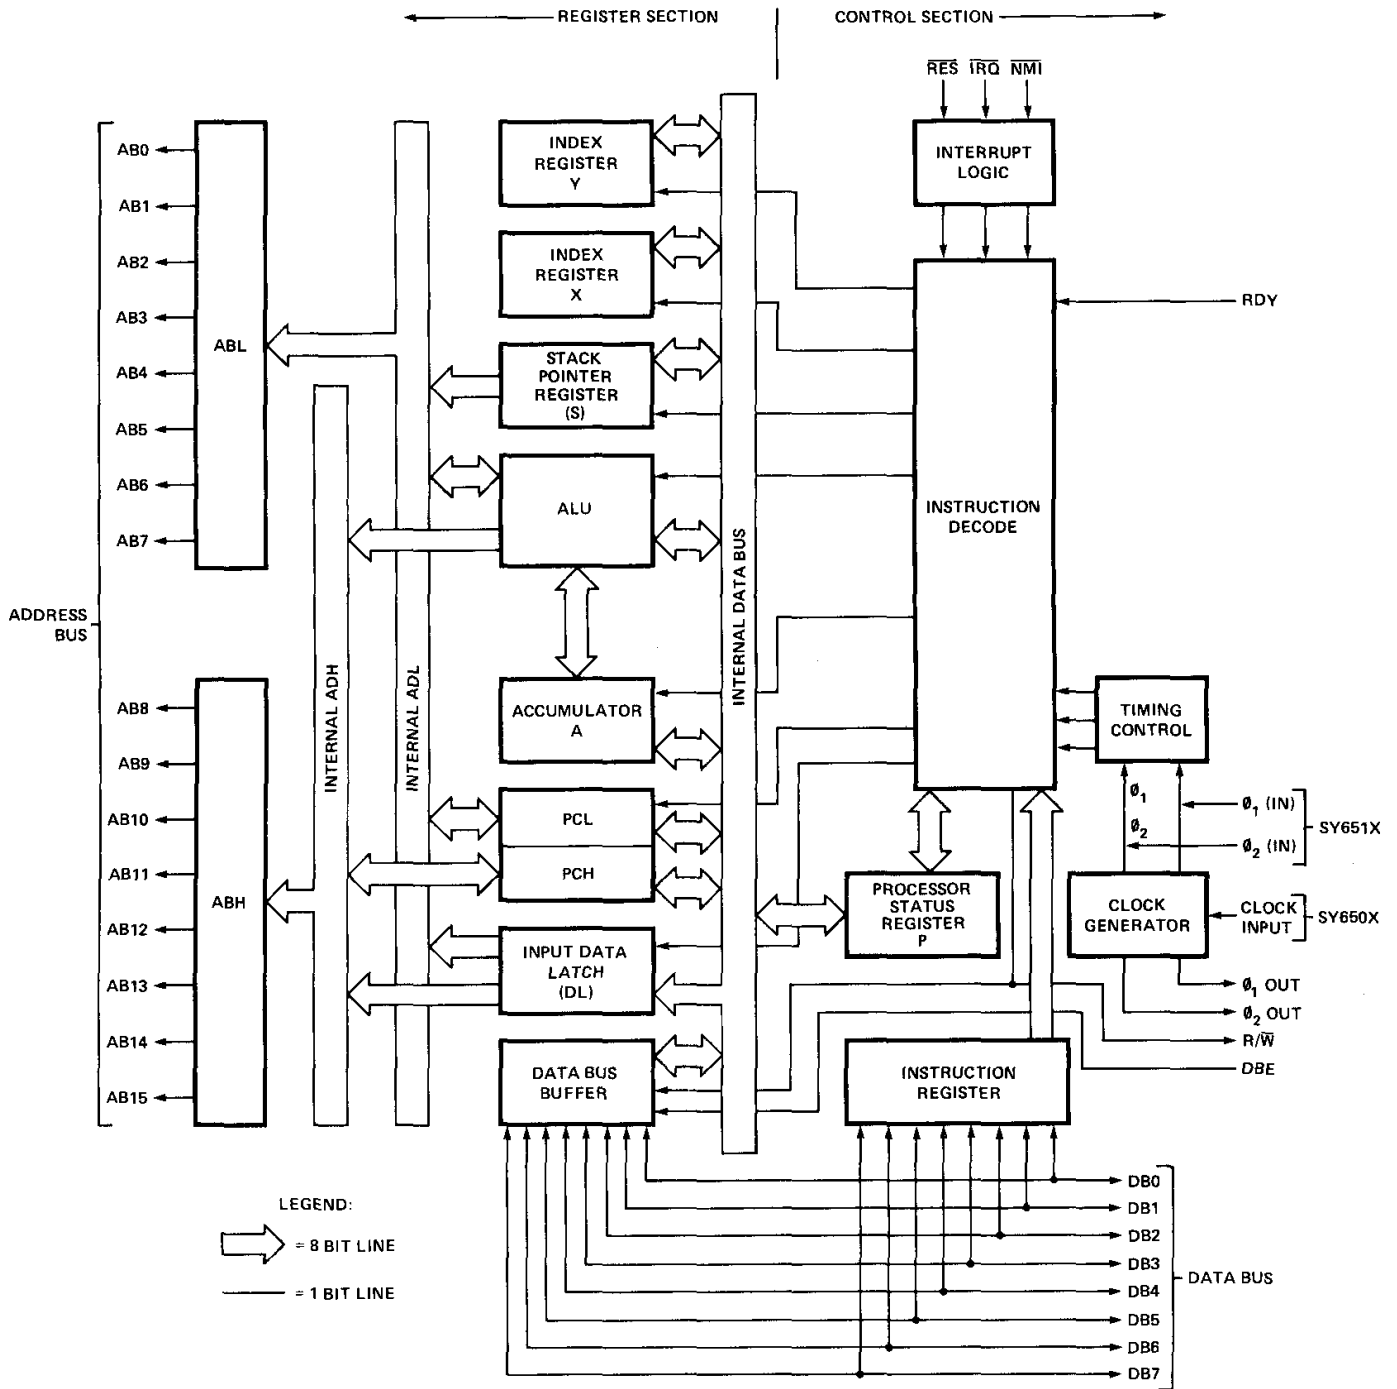 REGISTER SECTION
CONTROL SECTION
RES IRQ NMI
INTERRUPT
LOGIC
INDEX
REGISTER
Y
INDEX
REGISTER
X
STACK
POINTER
REGISTER
(S)
ALU
ACCUMULATOR
A
PCL
PCH
INPUT DATA
LATCH
(DL)
DATA BUS
BUFFER
AB0
AB1
AB2
AB3
AB4
AB5
AB6
AB7
ABL
ADDRESS
BUS
AB8
AB9
AB10
AB11
AB12
AB13
AB14
AB15
ABH
INTERNAL ADH
INTERNAL ADL
INTERNAL DATA BUS
INSTRUCTION
DECODE
RDY
TIMING
CONTROL
Ø1
Ø2
Ø1 (IN)
Ø2 (IN)
SY651X
CLOCK
GENERATOR
CLOCK
INPUT
SY650X
PROCESSOR
STATUS
REGISTER
P
Ø1 OUT
Ø2 OUT
R/W̅
DBE
INSTRUCTION
REGISTER
DB0
DB1
DB2
DB3
DB4
DB5
DB6
DB7
DATA BUS
LEGEND:
= 8 BIT LINE
= 1 BIT LINE